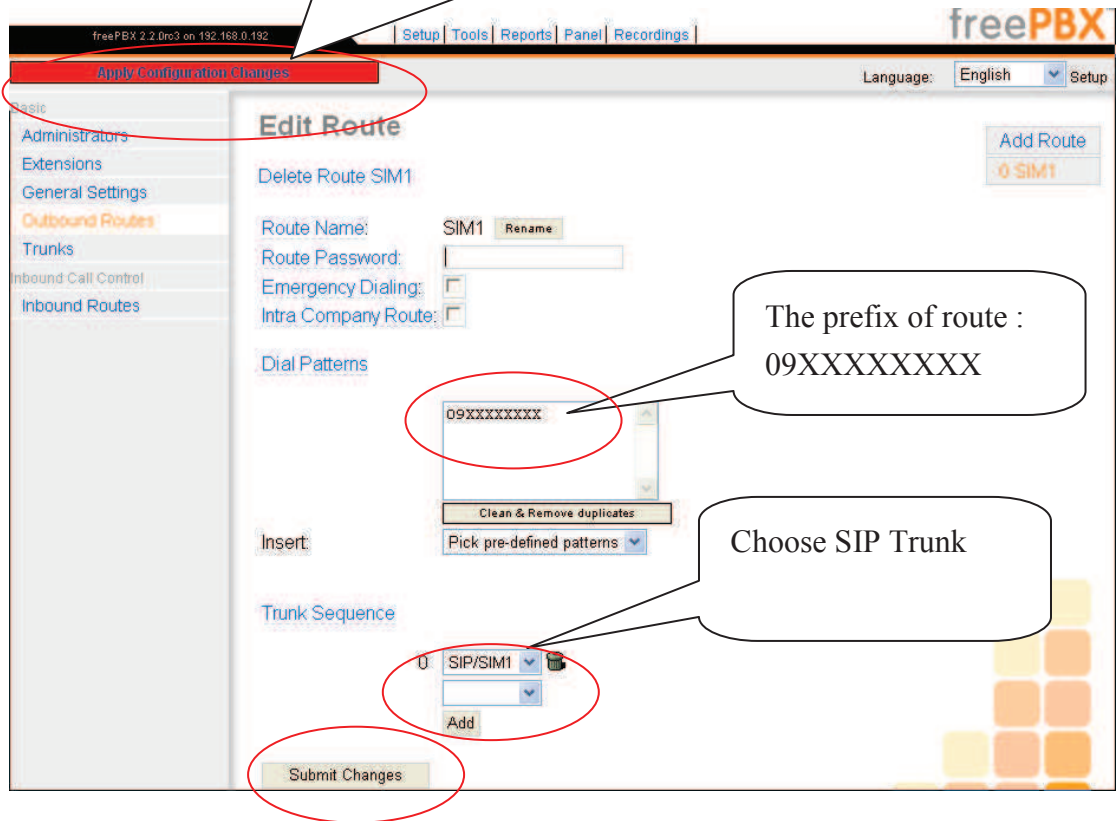 freePBX 2.2.0rc3 on 192.168.0.192
Setup Tools Reports Panel Recordings
freePBX
Apply Configuration Changes
Language: English Setup
Basic
Administrators
Extensions
General Settings
Outbound Routes
Trunks
Inbound Call Control
Inbound Routes
Edit Route
Add Route
0 SIM1
Delete Route SIM1
Route Name: SIM1 Rename
Route Password:
Emergency Dialing:
Intra Company Route:
The prefix of route :
09XXXXXXXX
Dial Patterns
09XXXXXXXX
Clean & Remove duplicates
Insert: Pick pre-defined patterns
Choose SIP Trunk
Trunk Sequence
0 SIP/SIM1
Add
Submit Changes